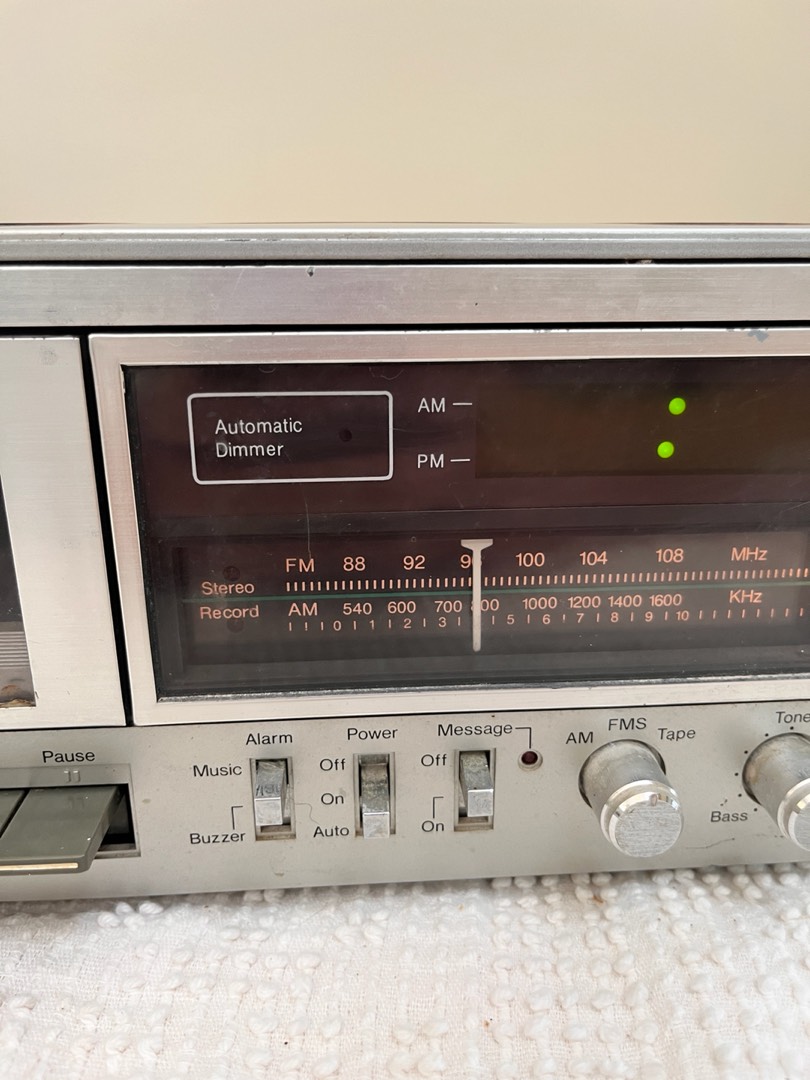 Automatic
Dimmer
AM
PM
FM 88 92 100 104 108 MHz
Stereo
Record AM 540 600 700 1000 1200 1400 1600 KHz
0 1 2 3 5 6 7 8 9 10
Pause
Alarm
Music
Buzzer
Power
Off
On
Auto
Message
Off
On
AM FMS Tape
Tone
Bass